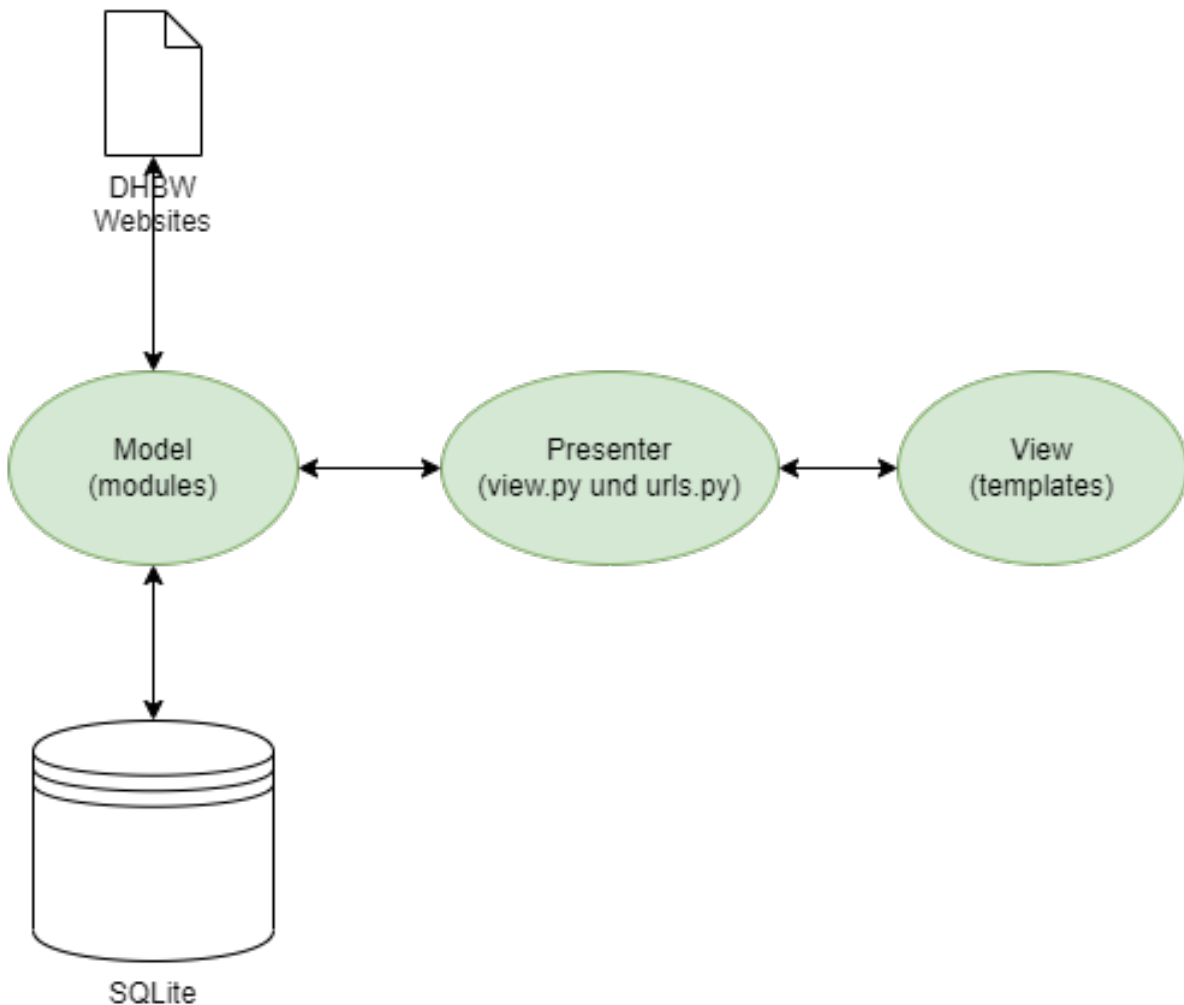 DHBW
Websites
Model
(modules)
Presenter
(view.py und urls.py)
View
(templates)
SQLite